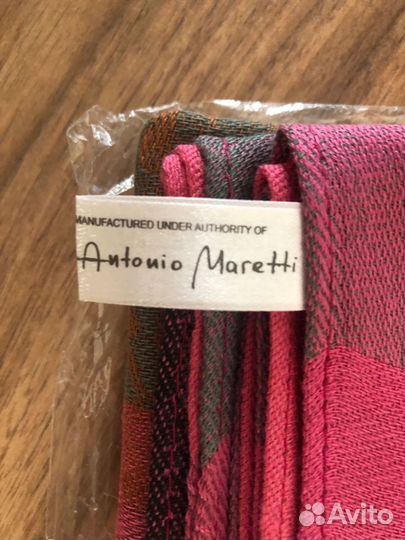 MANUFACTURED UNDER AUTHORITY OF
Antonio Maretti
Avito